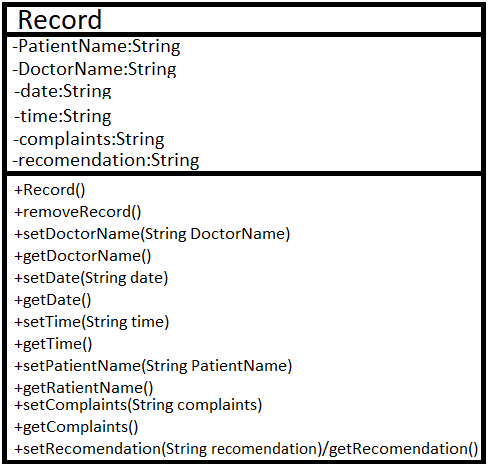 Record
-PatientName:String
-DoctorName:String
-date:String
-time:String
-complaints:String
-recomendation:String
+Record()
+removeRecord()
+setDoctorName(String DoctorName)
+getDoctorName()
+setDate(String date)
+getDate()
+setTime(String time)
+getTime()
+setPatientName(String PatientName)
+getRatientName()
+setComplaints(String complaints)
+getComplaints()
+setRecomendation(String recomendation)/getRecomendation()